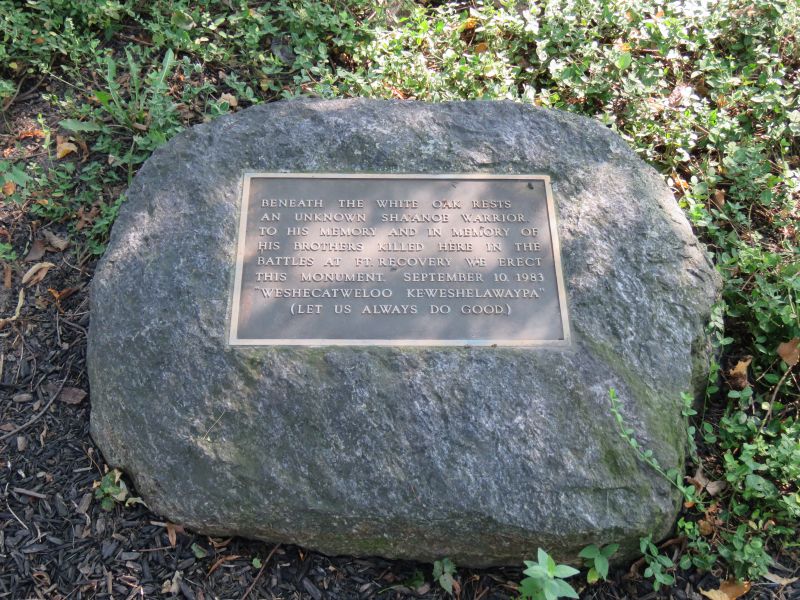 BENEATH THE WHITE OAK RESTS
AN UNKNOWN SHAANOE WARRIOR.
TO HIS MEMORY AND IN MEMORY OF
HIS BROTHERS KILLED HERE IN THE
BATTLES AT FT. RECOVERY WE ERECT
THIS MONUMENT. SEPTEMBER 10, 1983
"WESHECATWELOO KEWESHELAWAYPA"
(LET US ALWAYS DO GOOD.)